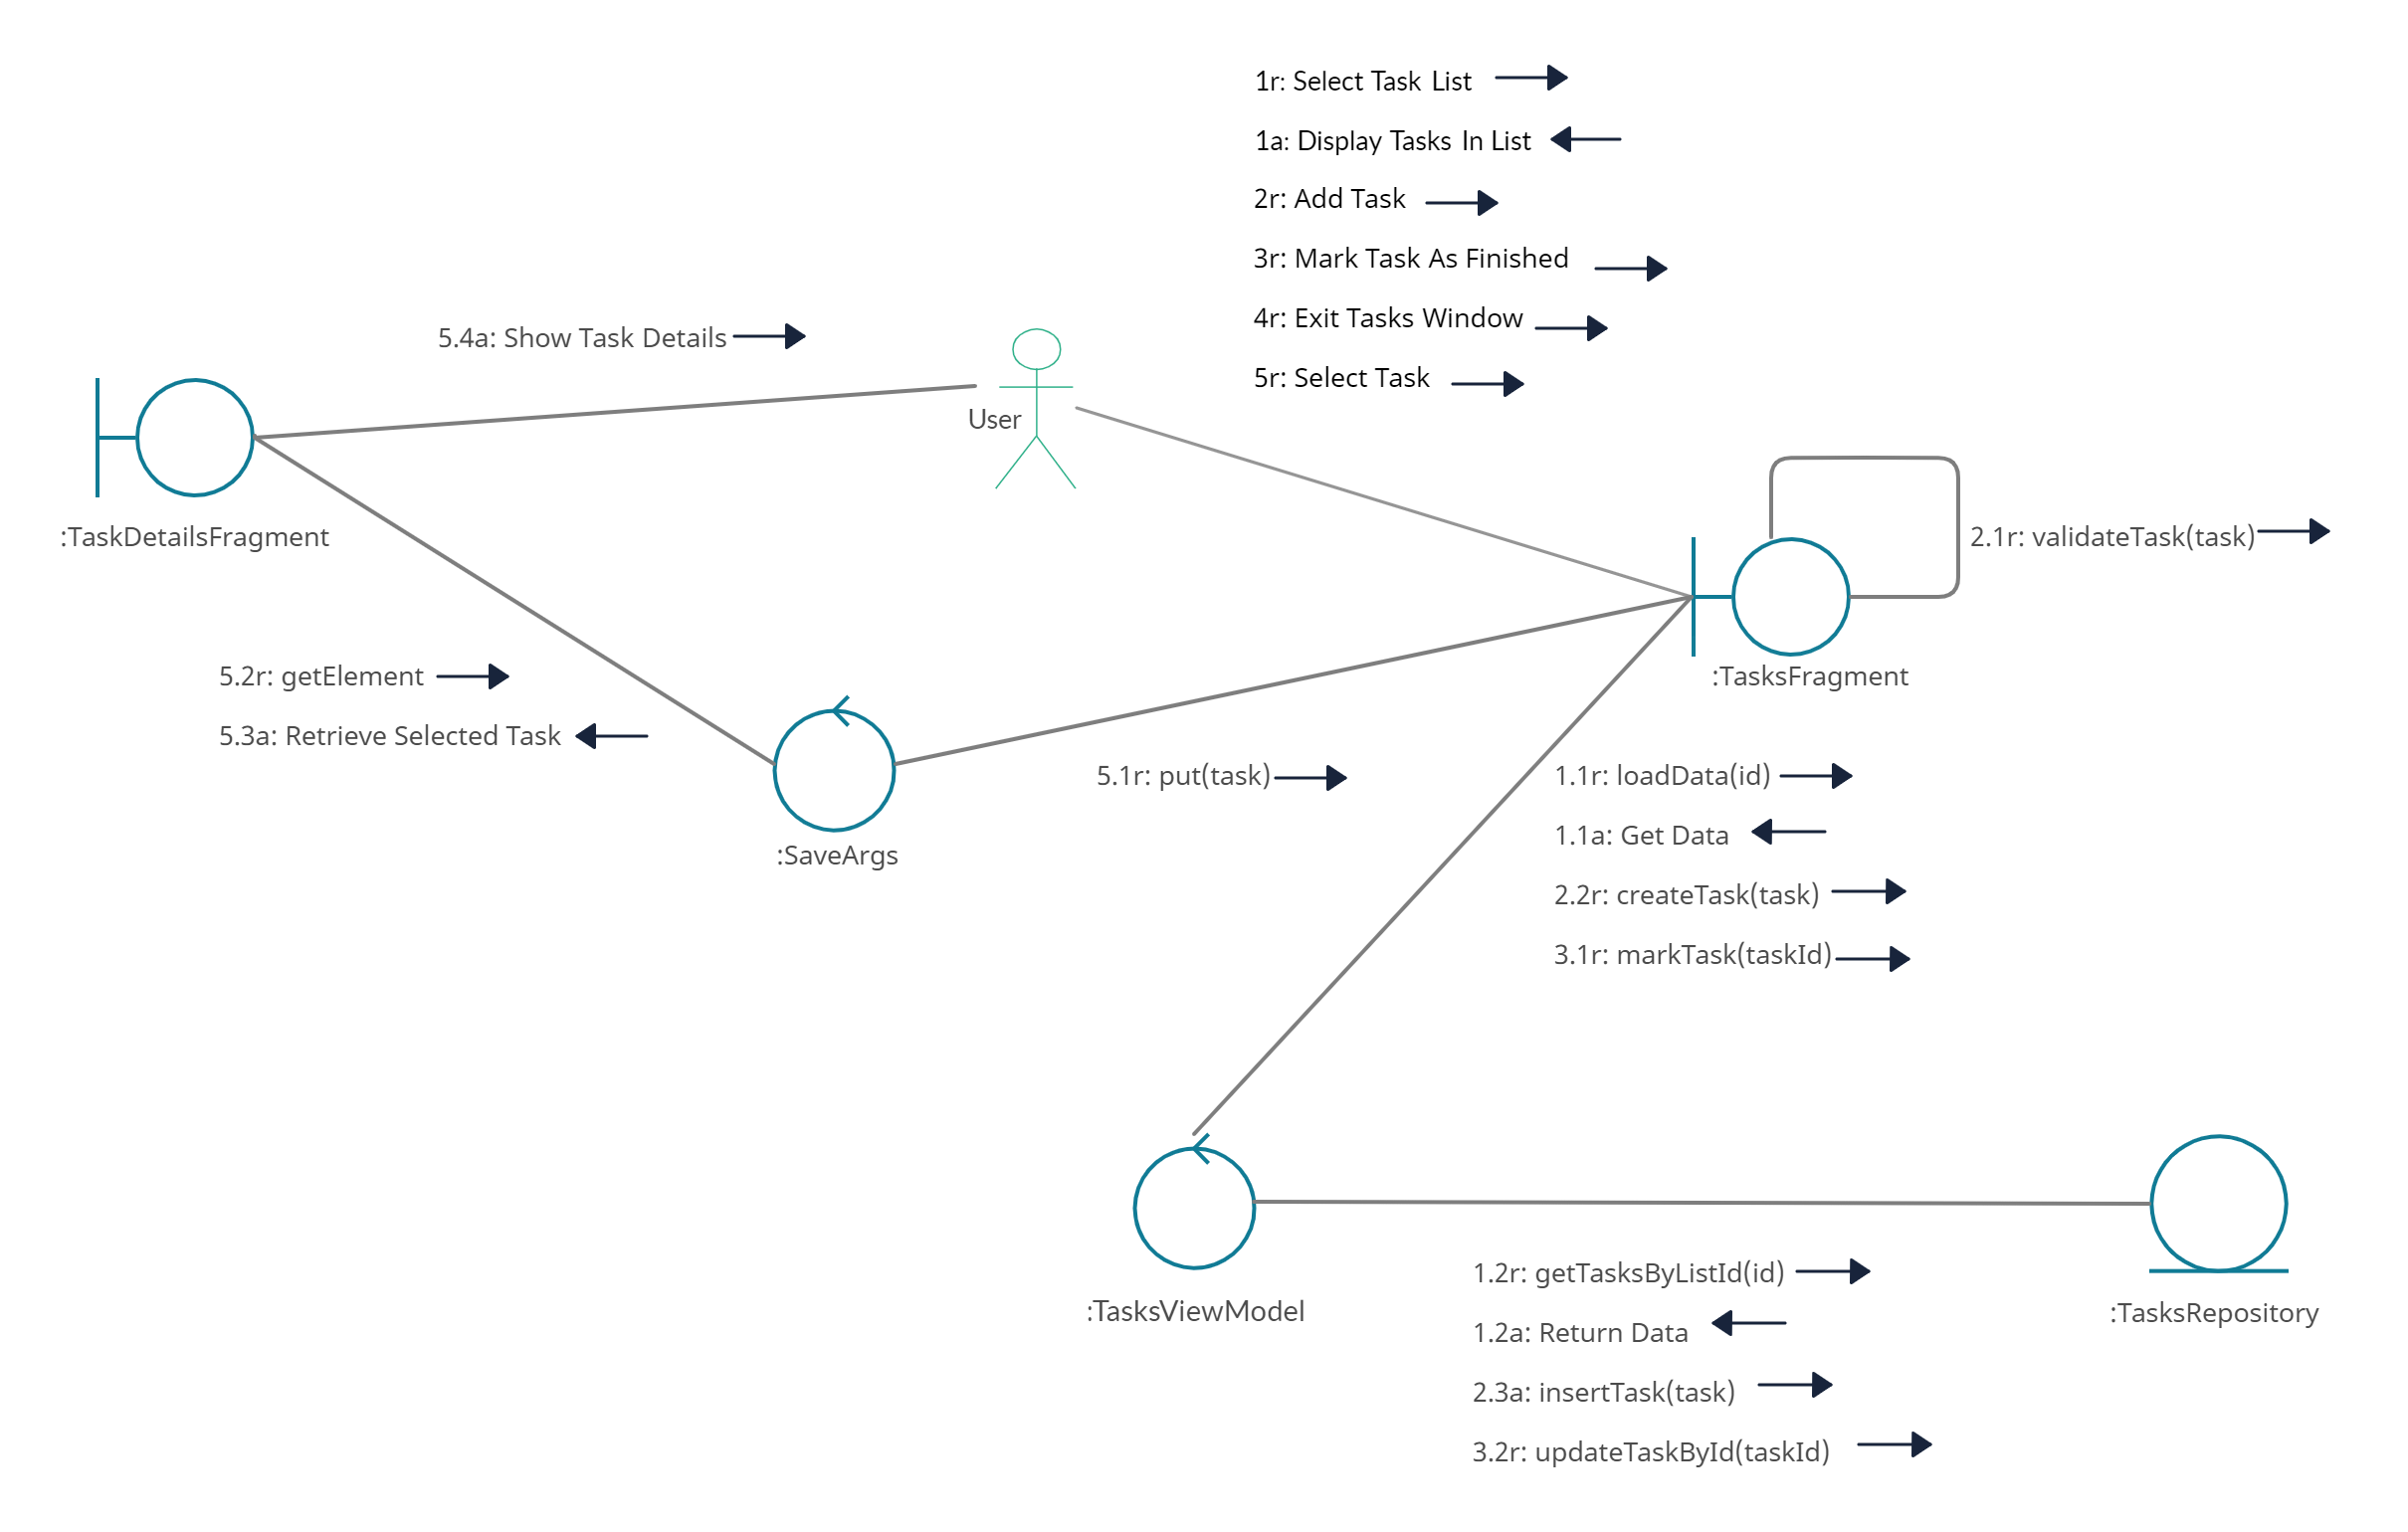 1r: Select Task List
1a: Display Tasks In List
2r: Add Task
3r: Mark Task As Finished
4r: Exit Tasks Window
5r: Select Task
5.4a: Show Task Details
User
:TaskDetailsFragment
2.1r: validateTask(task)
:TasksFragment
5.2r: getElement
5.3a: Retrieve Selected Task
:SaveArgs
5.1r: put(task)
1.1r: loadData(id)
1.1a: Get Data
2.2r: createTask(task)
3.1r: markTask(taskId)
:TasksViewModel
:TasksRepository
1.2r: getTasksByListId(id)
1.2a: Return Data
2.3a: insertTask(task)
3.2r: updateTaskById(taskId)